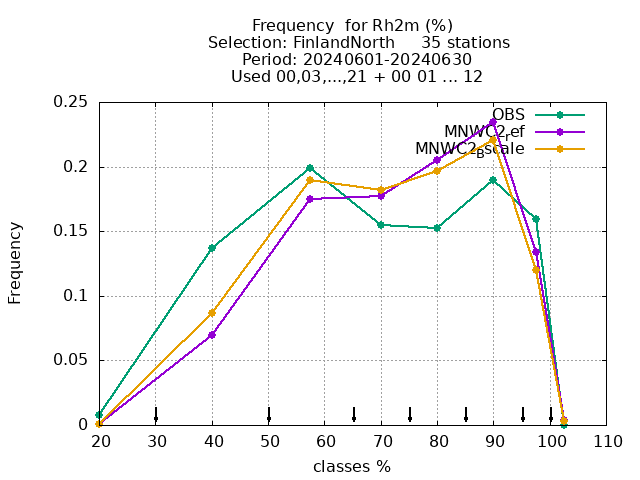 Frequency  for Rh2m (%)
Selection: FinlandNorth     35 stations
Period: 20240601-20240630
Used 00,03,...,21 + 00 01 ... 12
OBS
MNWC2ref
MNWC2Bscale
0.25
0.2
0.15
0.1
0.05
0
Frequency
20 30 40 50 60 70 80 90 100 110
classes %